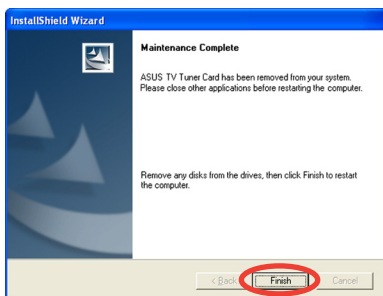 InstallShield Wizard
Maintenance Complete
ASUS TV Tuner Card has been removed from your system.
Please close other applications before restarting the computer.
Remove any disks from the drives, then click Finish to restart
the computer.
< Back Finish Cancel